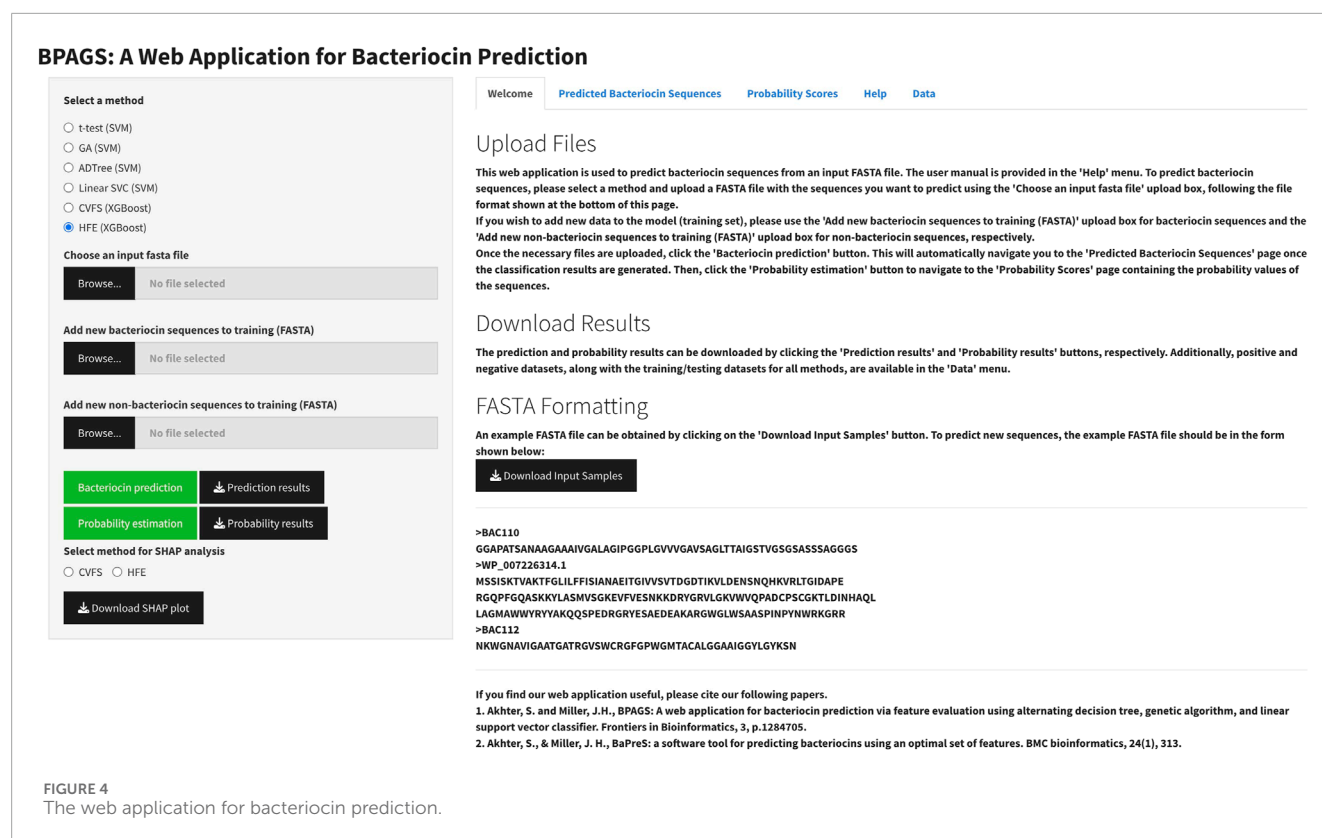 BPAGS: A Web Application for Bacteriocin Prediction
Select a method
t-test (SVM)
GA (SVM)
ADTree (SVM)
Linear SVC (SVM)
CVFS (XGBoost)
HFE (XGBoost)
Choose an input fasta file
Browse... No file selected
Add new bacteriocin sequences to training (FASTA)
Browse... No file selected
Add new non-bacteriocin sequences to training (FASTA)
Browse... No file selected
Bacteriocin prediction Prediction results
Probability estimation Probability results
Select method for SHAP analysis
CVFS HFE
Download SHAP plot
Welcome Predicted Bacteriocin Sequences Probability Scores Help Data
Upload Files
This web application is used to predict bacteriocin sequences from an input FASTA file. The user manual is provided in the 'Help' menu. To predict bacteriocin
sequences, please select a method and upload a FASTA file with the sequences you want to predict using the 'Choose an input fasta file' upload box, following the file
format shown at the bottom of this page.
If you wish to add new data to the model (training set), please use the 'Add new bacteriocin sequences to training (FASTA)' upload box for bacteriocin sequences and the
'Add new non-bacteriocin sequences to training (FASTA)' upload box for non-bacteriocin sequences, respectively.
Once the necessary files are uploaded, click the 'Bacteriocin prediction' button. This will automatically navigate you to the 'Predicted Bacteriocin Sequences' page once
the classification results are generated. Then, click the 'Probability estimation' button to navigate to the 'Probability Scores' page containing the probability values of
the sequences.
Download Results
The prediction and probability results can be downloaded by clicking the 'Prediction results' and 'Probability results' buttons, respectively. Additionally, positive and
negative datasets, along with the training/testing datasets for all methods, are available in the 'Data' menu.
FASTA Formatting
An example FASTA file can be obtained by clicking on the 'Download Input Samples' button. To predict new sequences, the example FASTA file should be in the form
shown below:
Download Input Samples
>BAC110
GGAPATSANAAGAAAIVGALAGIPGGPLGVVVGAVSAGLTTAIGSTVGSGSASSSAGGGS
>WP_007226314.1
MSSISKTVAKTFGLILFFISIANAEITGIVVSVTDGDTIKVLDENSNQHKVRLTGIDAPE
RGQPFGQASKKYLASMVSGKEVFVESNKKDRYGRVLGKVWVQPADCPSCGKTLDINHAQL
LAGMAWWYRYYAKQQSPEDRGRYESAEDEAKARGWGLWSAASPINPYNWRKGRR
>BAC112
NKWGNAVIGAATGATRGVSWCRGFGPWGMTACALGGAAIGGYLGYKSN
If you find our web application useful, please cite our following papers.
1. Akhter, S. and Miller, J.H., BPAGS: A web application for bacteriocin prediction via feature evaluation using alternating decision tree, genetic algorithm, and linear
support vector classifier. Frontiers in Bioinformatics, 3, p.1284705.
2. Akhter, S., & Miller, J. H., BaPreS: a software tool for predicting bacteriocins using an optimal set of features. BMC bioinformatics, 24(1), 313.
FIGURE 4
The web application for bacteriocin prediction.